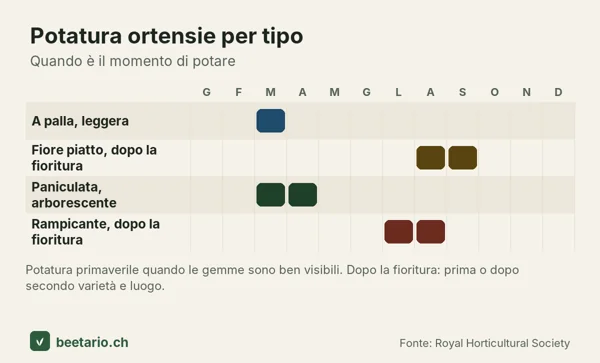 Potatura ortensie per tipo
Quando è il momento di potare
G F M A M G L A S O N D
A palla, leggera
Fiore piatto, dopo la
fioritura
Paniculata,
arborescente
Rampicante, dopo la
fioritura
Potatura primaverile quando le gemme sono ben visibili. Dopo la fioritura: prima o dopo
secondo varietà e luogo.
beetario.ch
Fonte: Royal Horticultural Society